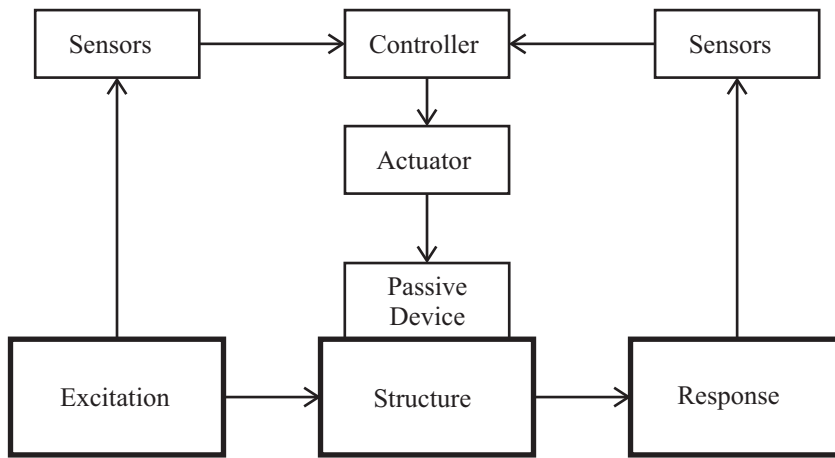 Sensors
Controller
Sensors
Actuator
Passive
Device
Excitation
Structure
Response